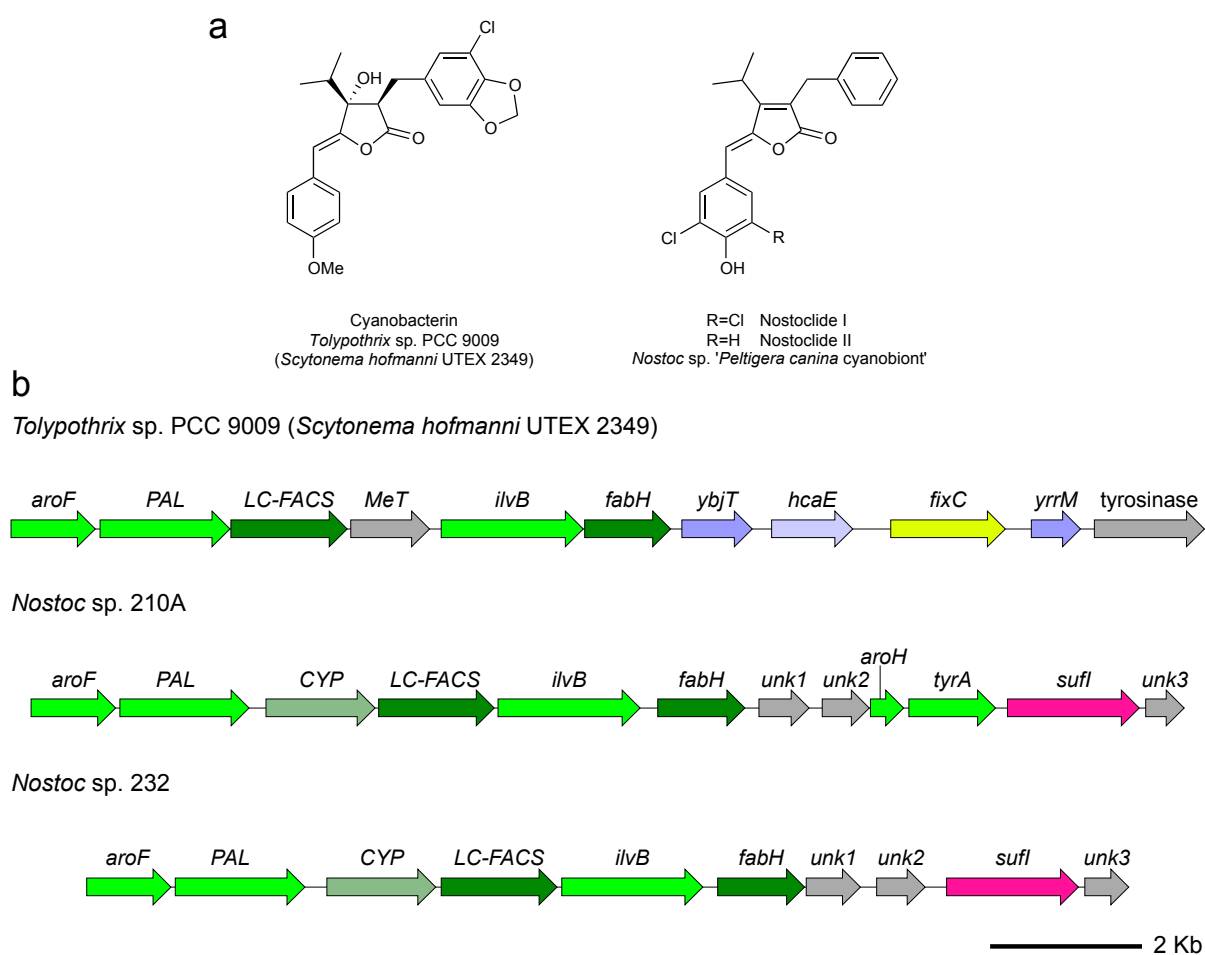 a
Cl
OH
O
O
O
O
OMe
Cyanobacterin
Tolypothrix sp. PCC 9009
(Scytonema hofmanni UTEX 2349)
O
O
Cl
R
OH
R=Cl Nostoclide I
R=H Nostoclide II
Nostoc sp. 'Peltigera canina cyanobiont'
b
Tolypothrix sp. PCC 9009 (Scytonema hofmanni UTEX 2349)
aroF PAL LC-FACS MeT ilvB fabH ybjT hcaE fixC yrrM tyrosinase
Nostoc sp. 210A
aroF PAL CYP LC-FACS ilvB fabH unk1 unk2 aroH tyrA sufI unk3
Nostoc sp. 232
aroF PAL CYP LC-FACS ilvB fabH unk1 unk2 sufI unk3
2 Kb